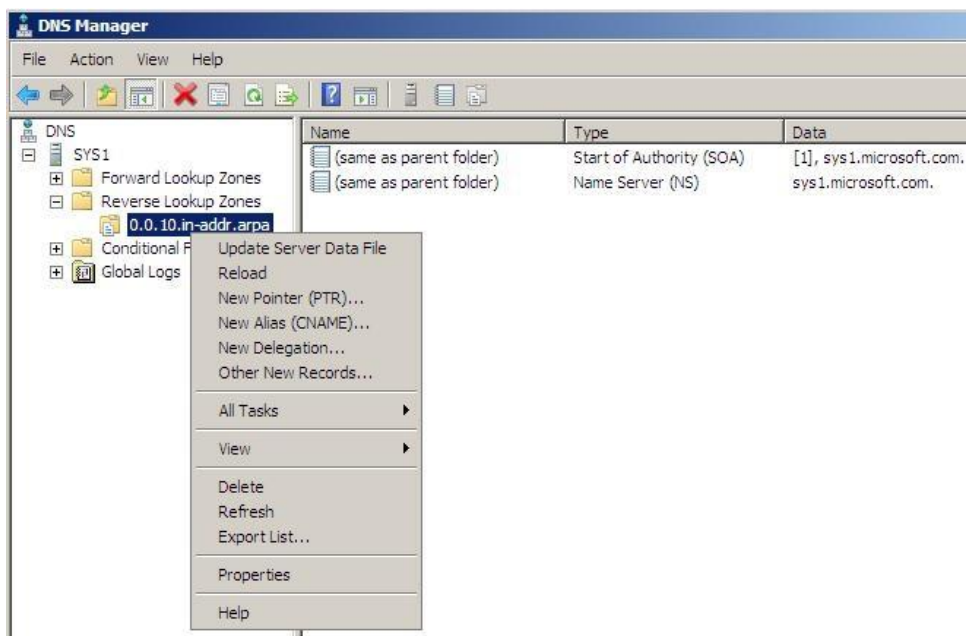 DNS Manager
File Action View Help
DNS
SYS1
Forward Lookup Zones
Reverse Lookup Zones
0.0.10.in-addr.arpa
Conditional F
Global Logs
Name Type Data
(same as parent folder) Start of Authority (SOA) [1], sys1.microsoft.com.
(same as parent folder) Name Server (NS) sys1.microsoft.com.
Update Server Data File
Reload
New Pointer (PTR)...
New Alias (CNAME)...
New Delegation...
Other New Records...
All Tasks
View
Delete
Refresh
Export List...
Properties
Help